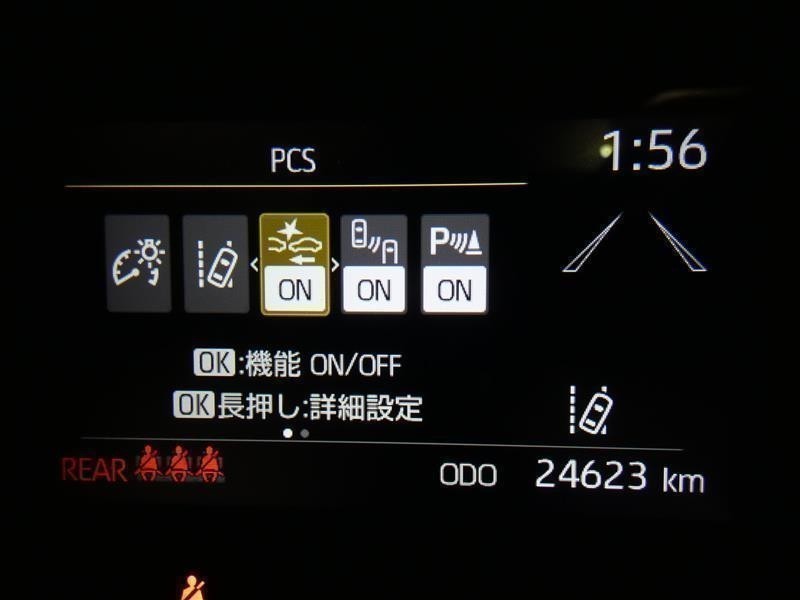 PCS
1:56
P
ON ON ON
OK:機能 ON/OFF
OK長押し:詳細設定
REAR
ODO 24623 km